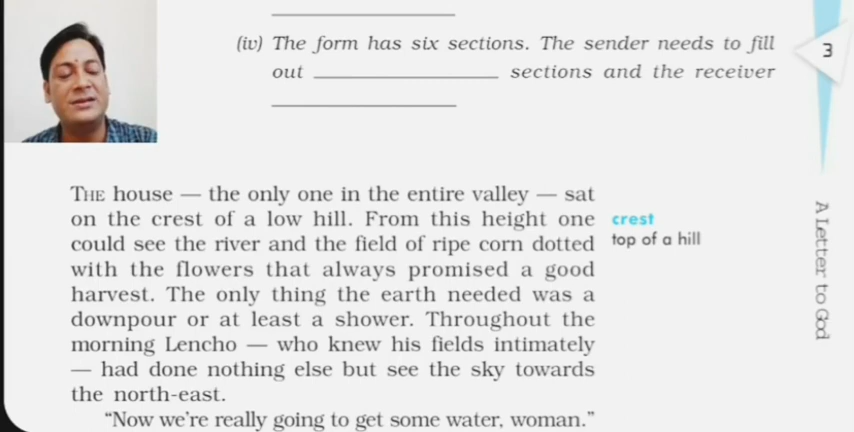 (iv) The form has six sections. The sender needs to fill
out ____________ sections and the receiver
____________
3
THE house — the only one in the entire valley — sat
on the crest of a low hill. From this height one
could see the river and the field of ripe corn dotted
with the flowers that always promised a good
harvest. The only thing the earth needed was a
downpour or at least a shower. Throughout the
morning Lencho — who knew his fields intimately
— had done nothing else but see the sky towards
the north-east.
“Now we’re really going to get some water, woman.”
crest
top of a hill
A Letter to God